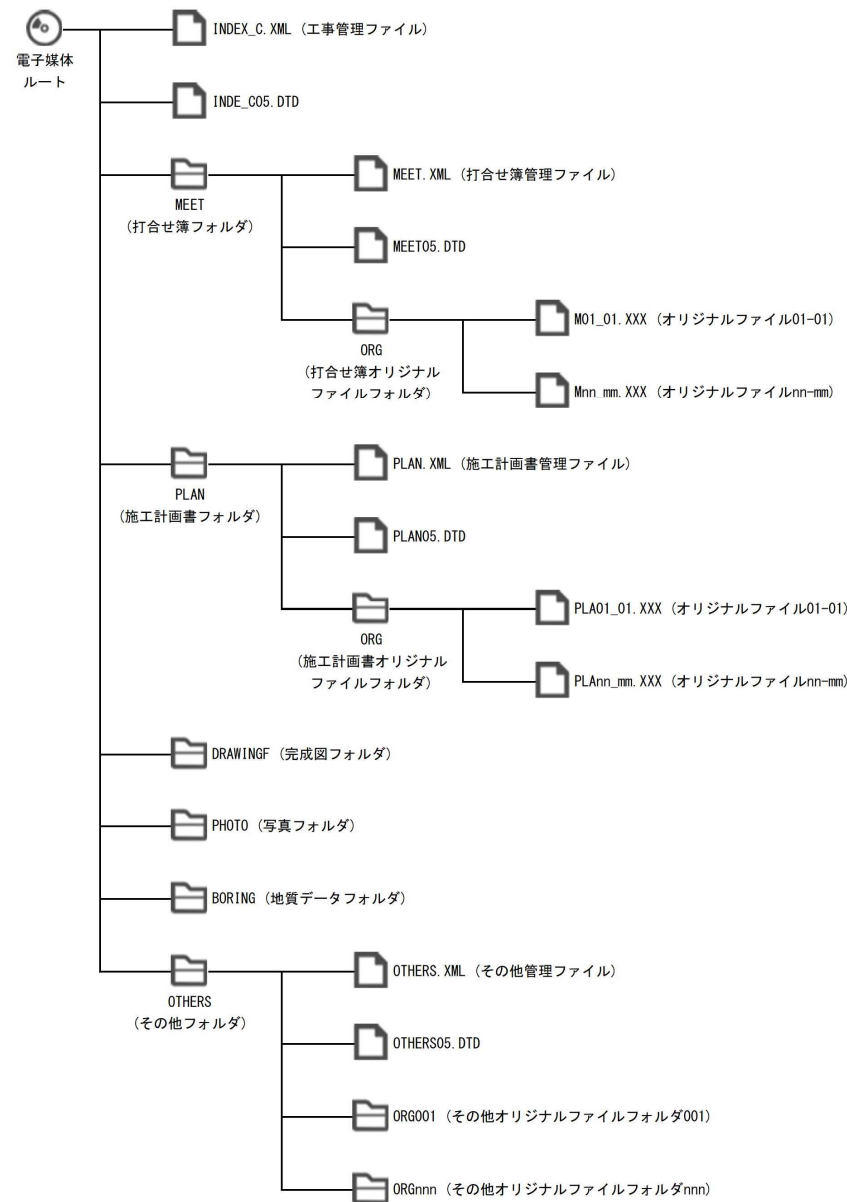 INDEX_C.XML（工事管理ファイル）
電子媒体
ルート
INDE_C05.DTD
MEET.XML（打合せ簿管理ファイル）
MEET
（打合せ簿フォルダ）
MEET05.DTD
M01_01.XXX（オリジナルファイル01-01）
ORG
（打合せ簿オリジナル
ファイルフォルダ）
Mnn_mm.XXX（オリジナルファイルnn-mm）
PLAN.XML（施工計画書管理ファイル）
PLAN
（施工計画書フォルダ）
PLAN05.DTD
PLA01_01.XXX（オリジナルファイル01-01）
ORG
（施工計画書オリジナル
ファイルフォルダ）
PLAnn_mm.XXX（オリジナルファイルnn-mm）
DRAWINGF（完成図フォルダ）
PHOTO（写真フォルダ）
BORING（地質データフォルダ）
OTHERS.XML（その他管理ファイル）
OTHERS
（その他フォルダ）
OTHERS05.DTD
ORG001（その他オリジナルファイルフォルダ001）
ORGnnn（その他オリジナルファイルフォルダnnn）